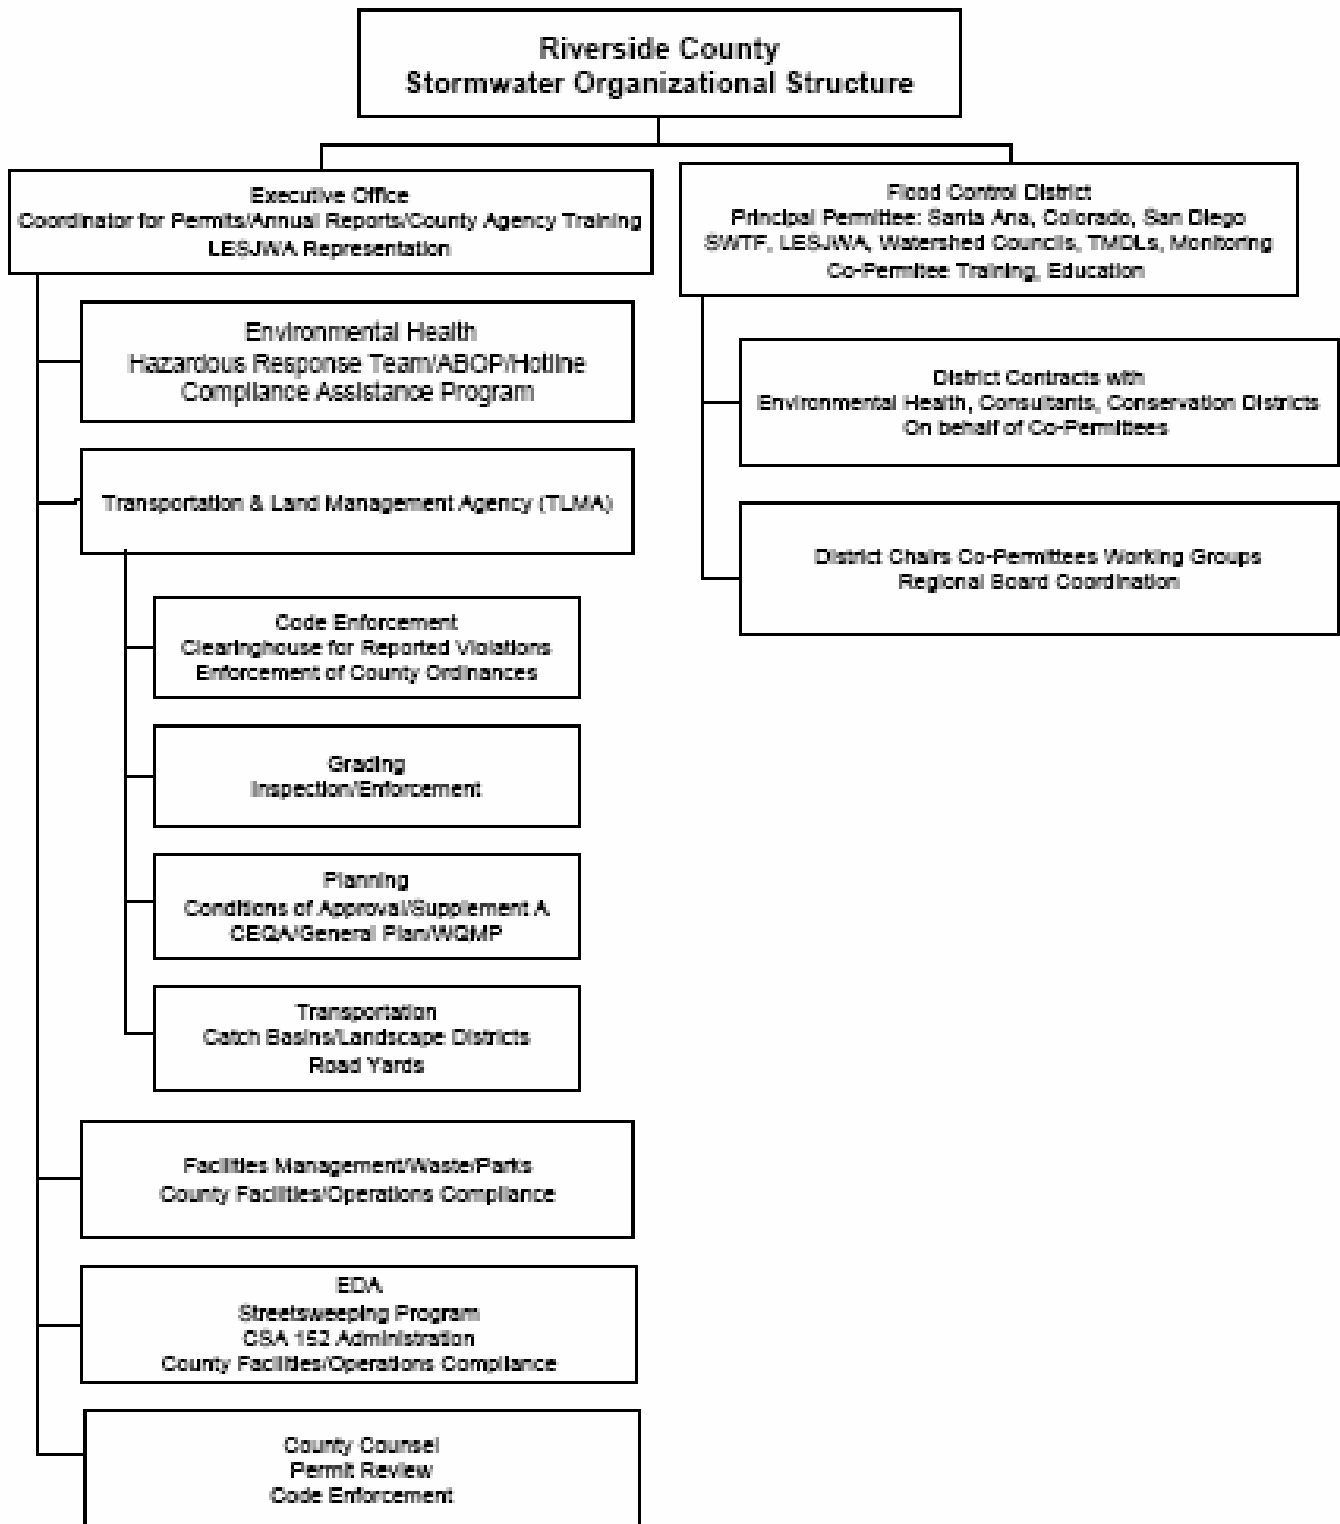 Riverside County
Stormwater Organizational Structure
Executive Office
Coordinator for Permits/Annual Reports/County Agency Training
LESJWA Representation
Flood Control District
Principal Permittee: Santa Ana, Colorado, San Diego
SWTF, LESJWA, Watershed Councils, TMDLs, Monitoring
Co-Permitee Training, Education
Environmental Health
Hazardous Response Team/ABOP/Hotline
Compliance Assistance Program
District Contracts with
Environmental Health, Consultants, Conservation Districts
On behalf of Co-Permittees
Transportation & Land Management Agency (TLMA)
District Chairs Co-Permittees Working Groups
Regional Board Coordination
Code Enforcement
Clearinghouse for Reported Violations
Enforcement of County Ordinances
Grading
Inspection/Enforcement
Planning
Conditions of Approval/Supplement A
CEQA/General Plan/WQMP
Transportation
Catch Basins/Landscape Districts
Road Yards
Facilities Management/Waste/Parks
County Facilities/Operations Compliance
EDA
Streetsweeping Program
CSA 152 Administration
County Facilities/Operations Compliance
County Counsel
Permit Review
Code Enforcement